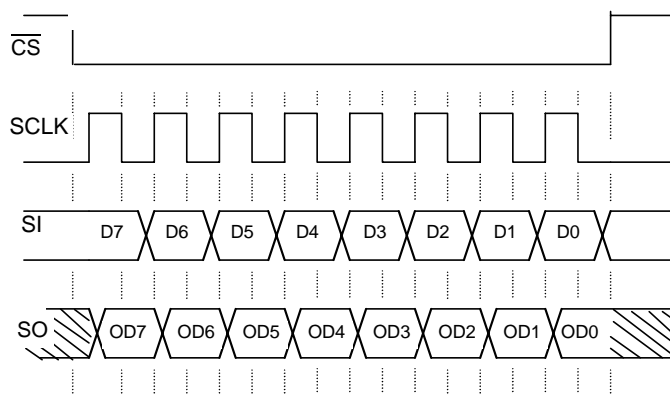 C̅S̅
SCLK
SI D7 D6 D5 D4 D3 D2 D1 D0
SO OD7 OD6 OD5 OD4 OD3 OD2 OD1 OD0